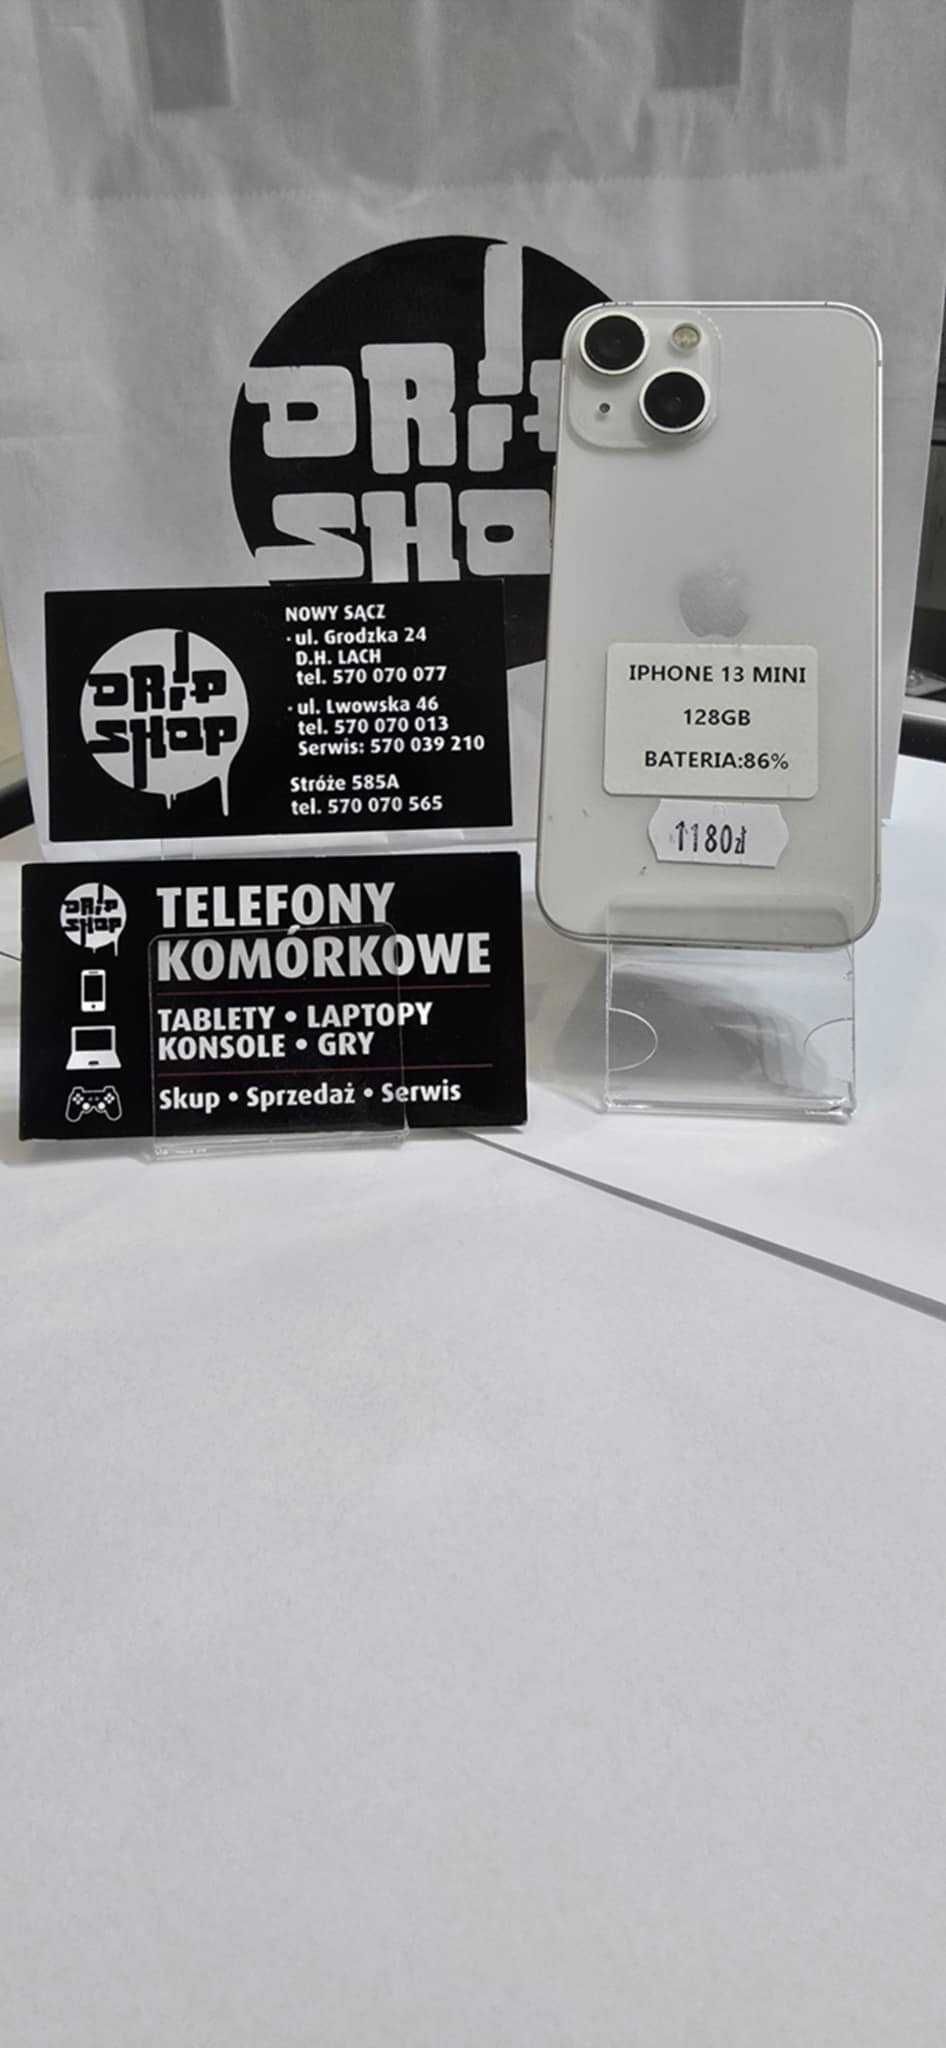 DRIP
SHO
DRIP
SHOP
NOWY SĄCZ
· ul. Grodzka 24
D.H. LACH
tel. 570 070 077
· ul. Lwowska 46
tel. 570 070 013
Serwis: 570 039 210
Stróże 585A
tel. 570 070 565
IPHONE 13 MINI
128GB
BATERIA:86%
1180zł
DRIP
SHOP
TELEFONY
KOMÓRKOWE
TABLETY • LAPTOPY
KONSOLE • GRY
Skup • Sprzedaż • Serwis